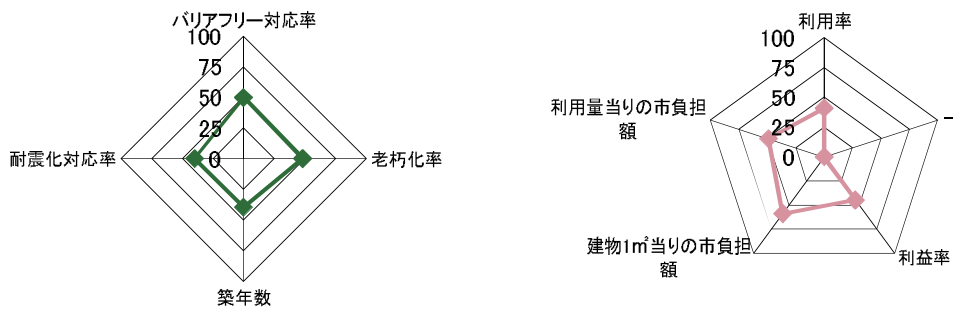 バリアフリー対応率
100
75
50
25
0
耐震化対応率
老朽化率
築年数
利用率
100
75
50
25
0
利用量当りの市負担
額
－
建物1㎡当りの市負担
額
利益率